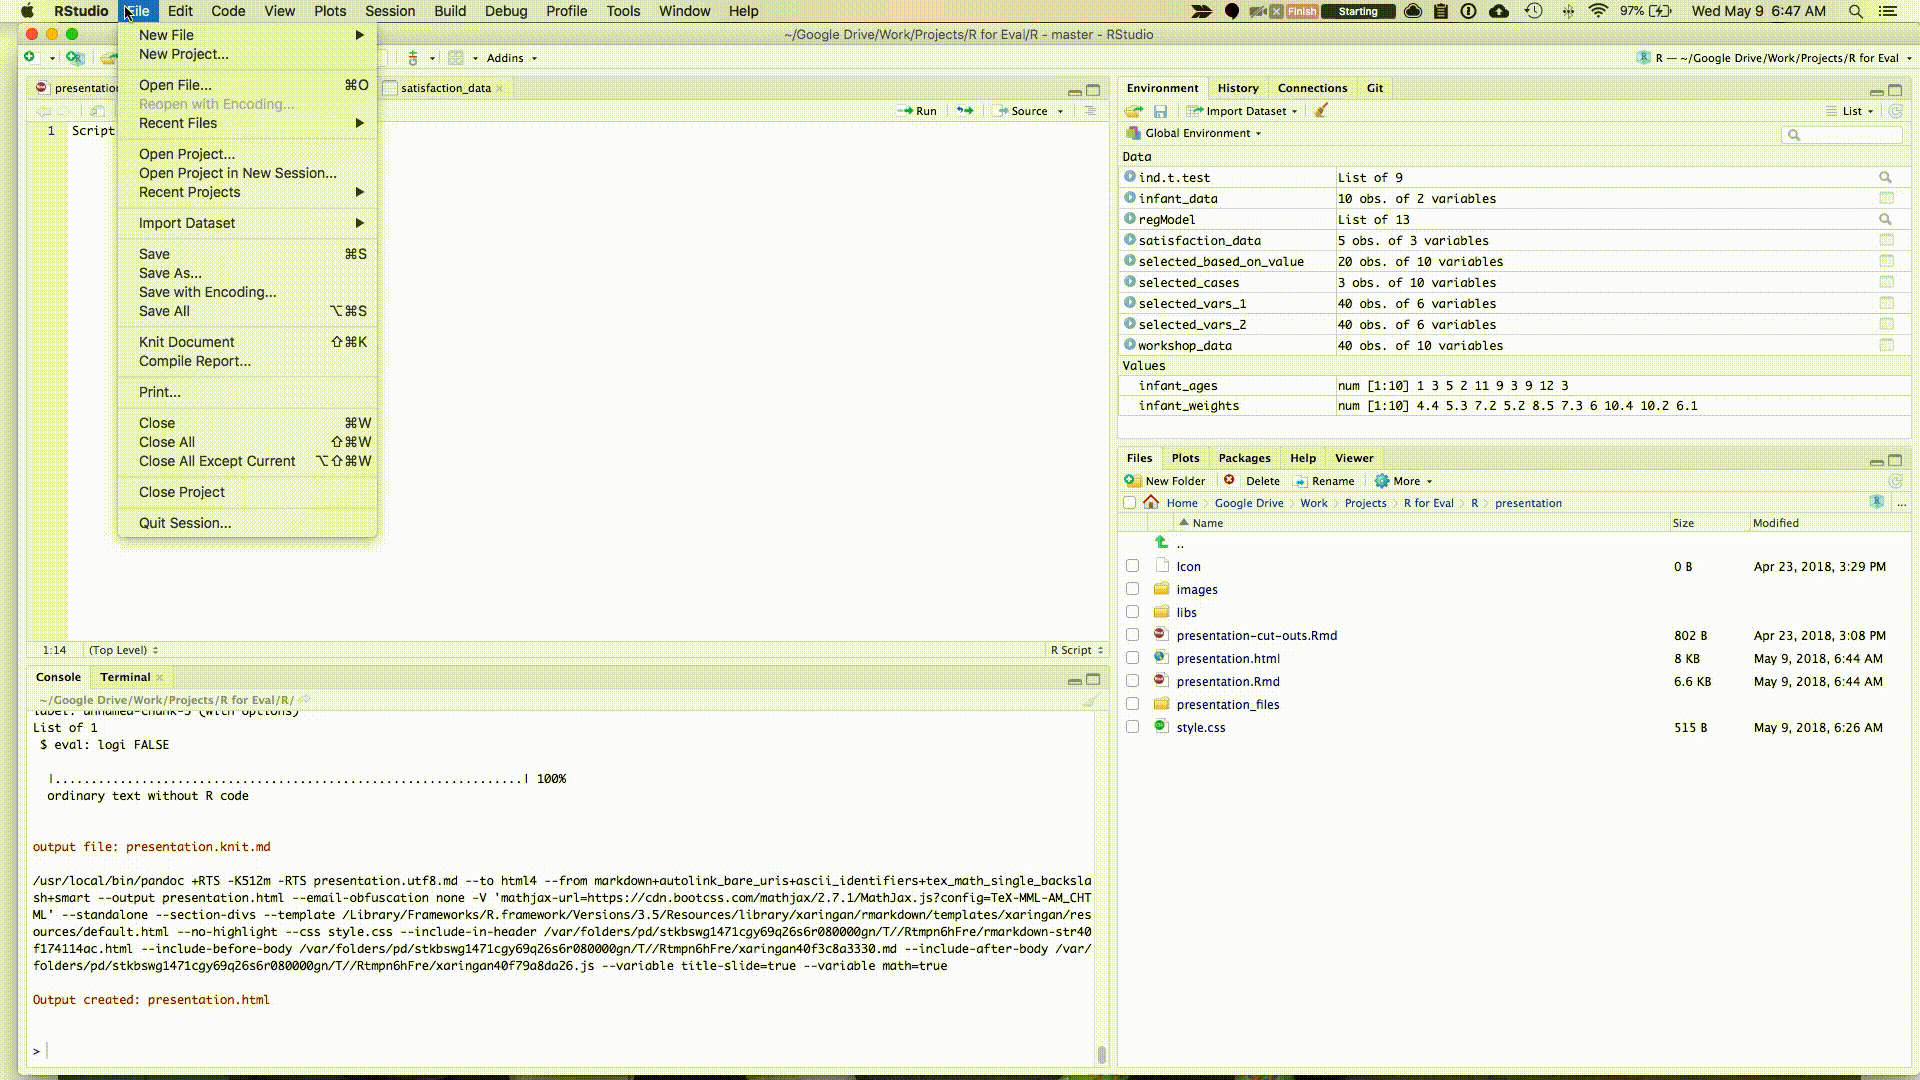 RStudio File Edit Code View Plots Session Build Debug Profile Tools Window Help Finish Starting 97% Wed May 9 6:47 AM
~/Google Drive/Work/Projects/R for Eval/R - master - RStudio
Addins R — ~/Google Drive/Work/Projects/R for Eval
New File
New Project...
Open File... ⌘O
Reopen with Encoding...
Recent Files
Open Project...
Open Project in New Session...
Recent Projects
Import Dataset
Save ⌘S
Save As...
Save with Encoding...
Save All ⌥⌘S
Knit Document ⇧⌘K
Compile Report...
Print...
Close ⌘W
Close All ⇧⌘W
Close All Except Current ⌥⇧⌘W
Close Project
Quit Session...
presentation satisfaction_data
Run Source
1 Script
1:14 (Top Level) R Script
Console Terminal
~/Google Drive/Work/Projects/R for Eval/R/
label: unnamed-chunk-5 (with options)
List of 1
$ eval: logi FALSE
|.................................................................| 100%
ordinary text without R code
output file: presentation.knit.md
/usr/local/bin/pandoc +RTS -K512m -RTS presentation.utf8.md --to html4 --from markdown+autolink_bare_uris+ascii_identifiers+tex_math_single_backsla
sh+smart --output presentation.html --email-obfuscation none -V 'mathjax-url=https://cdn.bootcss.com/mathjax/2.7.1/MathJax.js?config=TeX-MML-AM_CHT
ML' --standalone --section-divs --template /Library/Frameworks/R.framework/Versions/3.5/Resources/library/xaringan/rmarkdown/templates/xaringan/res
ources/default.html --no-highlight --css style.css --include-in-header /var/folders/pd/stkbswg1471cgy69q26s6r080000gn/T//Rtmpn6hFre/rmarkdown-str40
f174114ac.html --include-before-body /var/folders/pd/stkbswg1471cgy69q26s6r080000gn/T//Rtmpn6hFre/xaringan40f3c8a3330.md --include-after-body /var/
folders/pd/stkbswg1471cgy69q26s6r080000gn/T//Rtmpn6hFre/xaringan40f79a8da26.js --variable title-slide=true --variable math=true
Output created: presentation.html
>
Environment History Connections Git
Import Dataset List
Global Environment
Data
ind.t.test List of 9
infant_data 10 obs. of 2 variables
regModel List of 13
satisfaction_data 5 obs. of 3 variables
selected_based_on_value 20 obs. of 10 variables
selected_cases 3 obs. of 10 variables
selected_vars_1 40 obs. of 6 variables
selected_vars_2 40 obs. of 6 variables
workshop_data 40 obs. of 10 variables
Values
infant_ages num [1:10] 1 3 5 2 11 9 3 9 12 3
infant_weights num [1:10] 4.4 5.3 7.2 5.2 8.5 7.3 6 10.4 10.2 6.1
Files Plots Packages Help Viewer
New Folder Delete Rename More
Home Google Drive Work Projects R for Eval R presentation ...
Name Size Modified
..
Icon 0 B Apr 23, 2018, 3:29 PM
images
libs
presentation-cut-outs.Rmd 802 B Apr 23, 2018, 3:08 PM
presentation.html 8 KB May 9, 2018, 6:44 AM
presentation.Rmd 6.6 KB May 9, 2018, 6:44 AM
presentation_files
style.css 515 B May 9, 2018, 6:26 AM